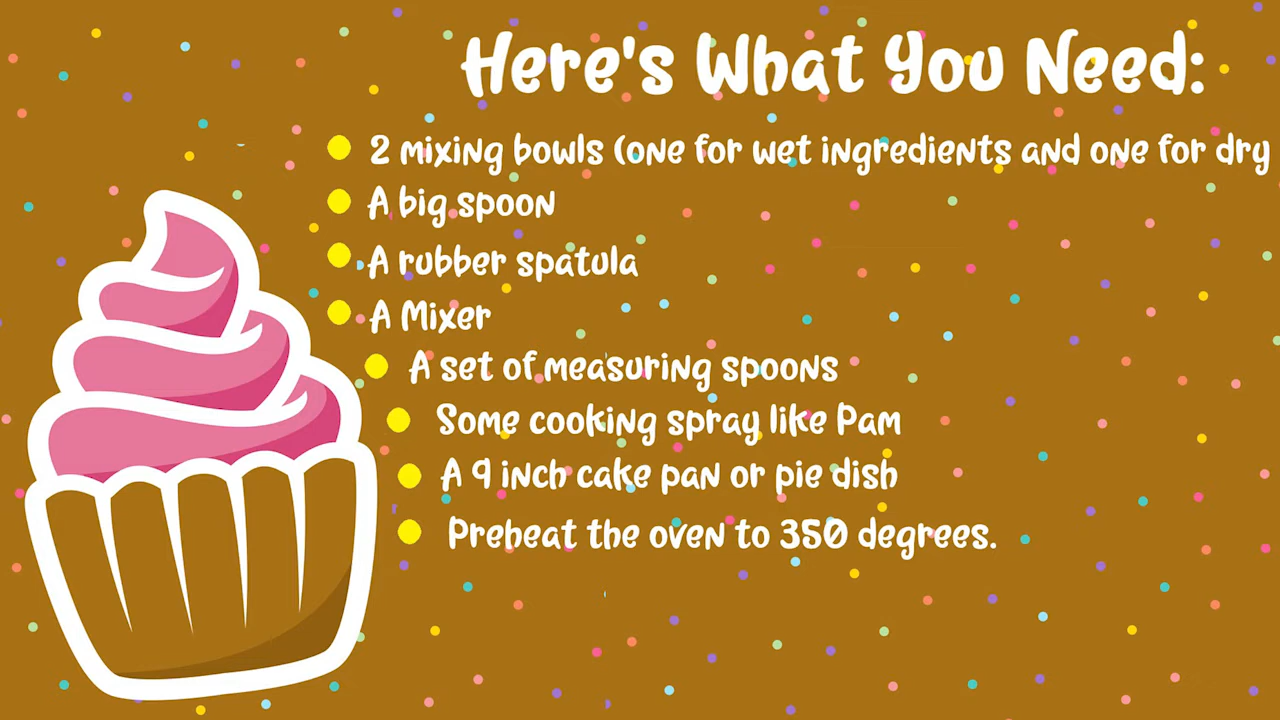 Here's What You Need:
2 mixing bowls (one for wet ingredients and one for dry
A big spoon
A rubber spatula
A Mixer
A set of measuring spoons
Some cooking spray like Pam
A 9 inch cake pan or pie dish
Preheat the oven to 350 degrees.